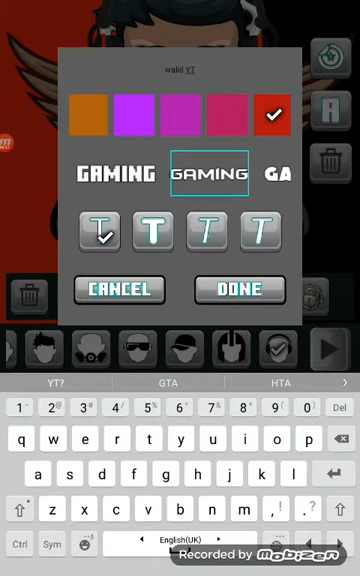 walid YT
GAMING GAMING GA
T T T T
CANCEL DONE
A
YT? GTA HTA
1 2@ 3# 4/ 5% 6^ 7& 8* 9( 0) Del
q w e r t y u i o p
a s d f g h j k l
z x c v b n m ,! .?
Ctrl Sym English(UK)
Recorded by mobizen